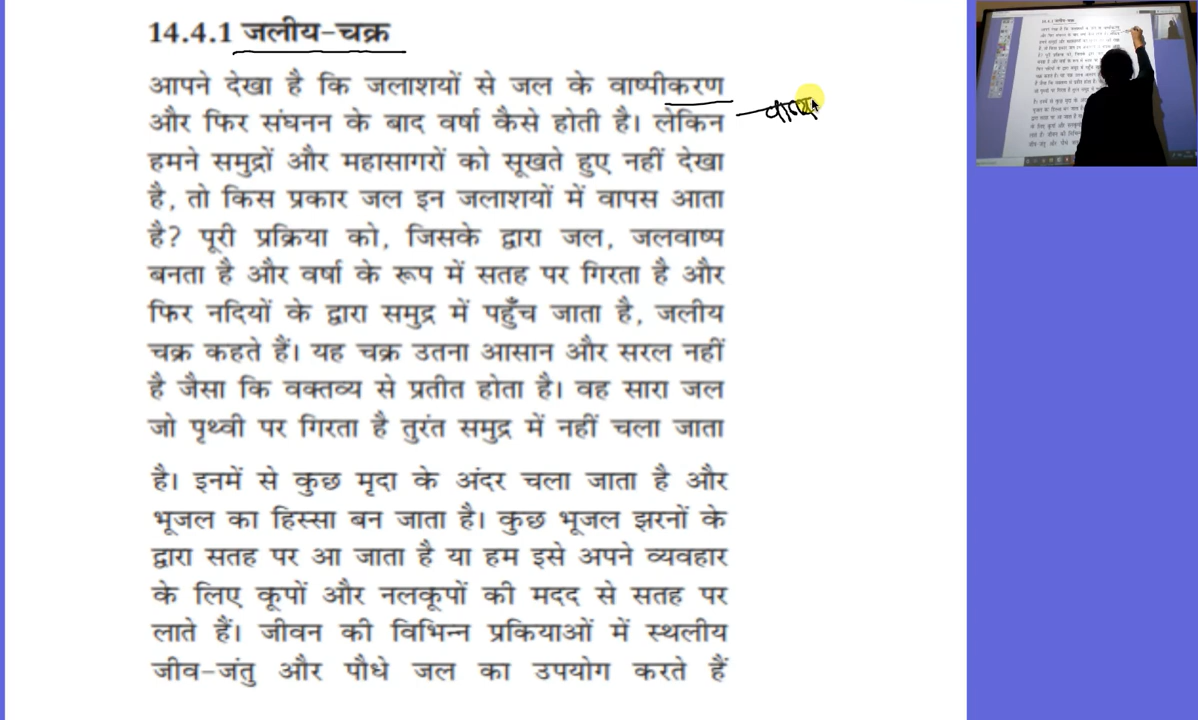 14.4.1 जलीय-चक्र
आपने देखा है कि जलाशयों से जल के वाष्पीकरण
और फिर संघनन के बाद वर्षा कैसे होती है। लेकिन
हमने समुद्रों और महासागरों को सूखते हुए नहीं देखा
है, तो किस प्रकार जल इन जलाशयों में वापस आता
है? पूरी प्रक्रिया को, जिसके द्वारा जल, जलवाष्प
बनता है और वर्षा के रूप में सतह पर गिरता है और
फिर नदियों के द्वारा समुद्र में पहुँच जाता है, जलीय
चक्र कहते हैं। यह चक्र उतना आसान और सरल नहीं
है जैसा कि वक्तव्य से प्रतीत होता है। वह सारा जल
जो पृथ्वी पर गिरता है तुरंत समुद्र में नहीं चला जाता
है। इनमें से कुछ मृदा के अंदर चला जाता है और
भूजल का हिस्सा बन जाता है। कुछ भूजल झरनों के
द्वारा सतह पर आ जाता है या हम इसे अपने व्यवहार
के लिए कूपों और नलकूपों की मदद से सतह पर
लाते हैं। जीवन की विभिन्न प्रकियाओं में स्थलीय
जीव-जंतु और पौधे जल का उपयोग करते हैं